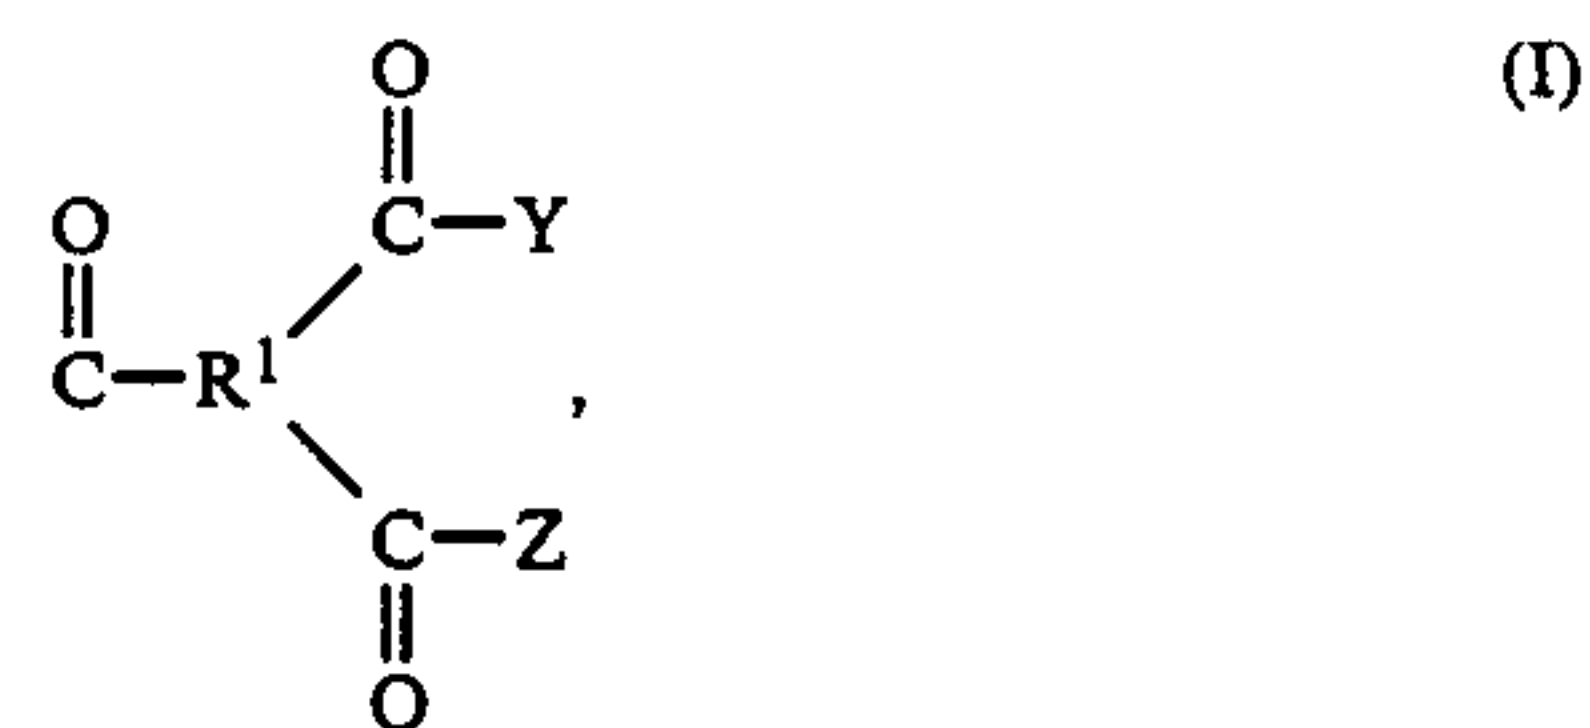 O (I)
O C—Y
C—R¹ ,
C—Z
O